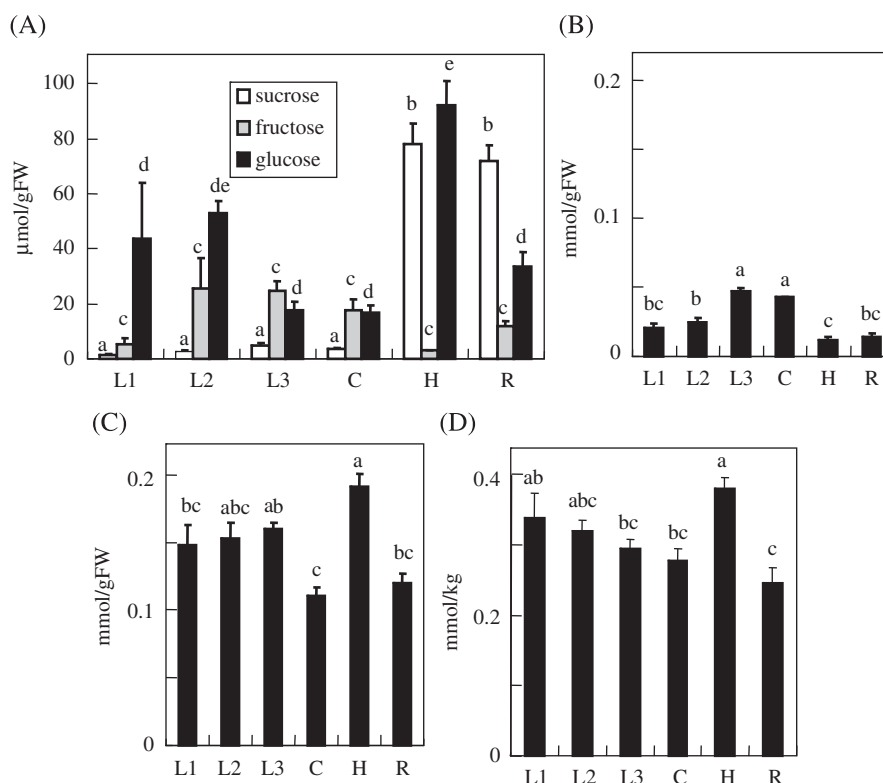 (A)
µmol/gFW
100
80
60
40
20
0
sucrose
fructose
glucose
a c d
a c de
a c d
a c d
b c e
b c d
L1 L2 L3 C H R
(B)
mmol/gFW
0.2
0.1
0
bc b a a c bc
L1 L2 L3 C H R
(C)
mmol/gFW
0.2
0.1
0
bc abc ab c a bc
L1 L2 L3 C H R
(D)
mmol/kg
0.4
0.2
0
ab abc bc bc a c
L1 L2 L3 C H R